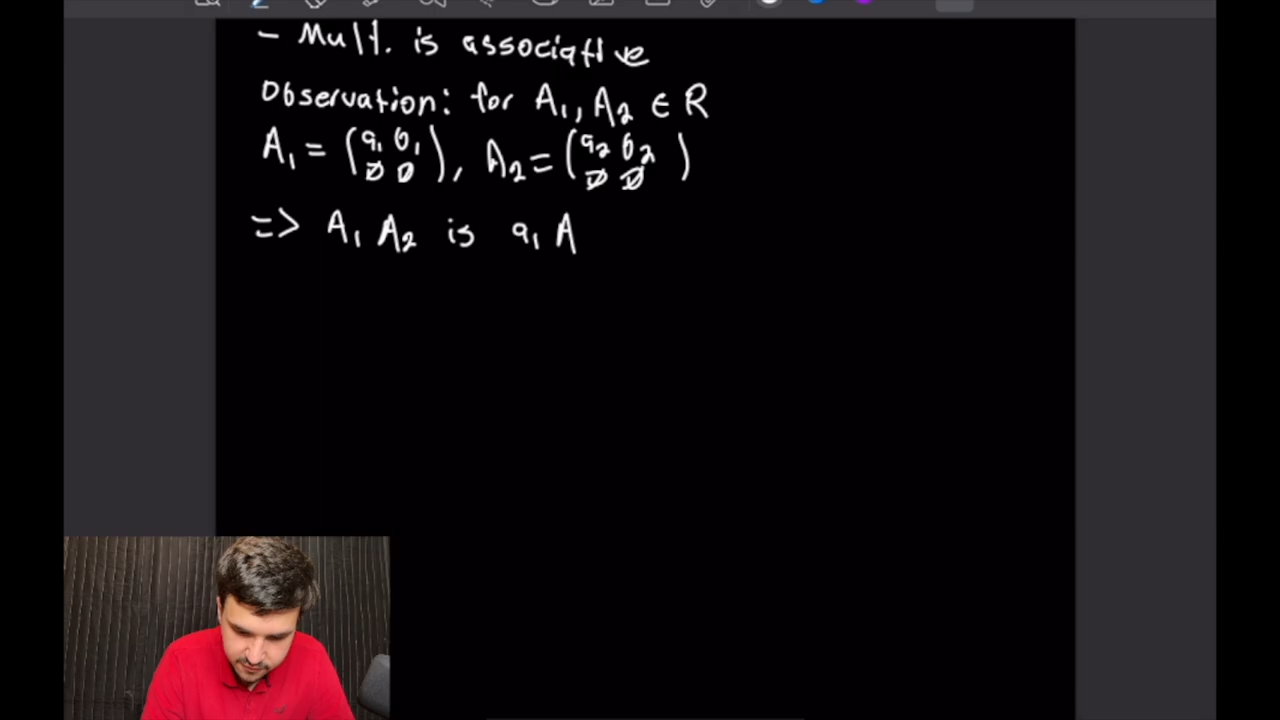 - Mult. is associative
Observation: for A₁, A₂ ∈ R
A₁ = (a₁ b₁ 0 0), A₂ = (a₂ b₂ 0 0)
=> A₁ A₂ is a₁ A